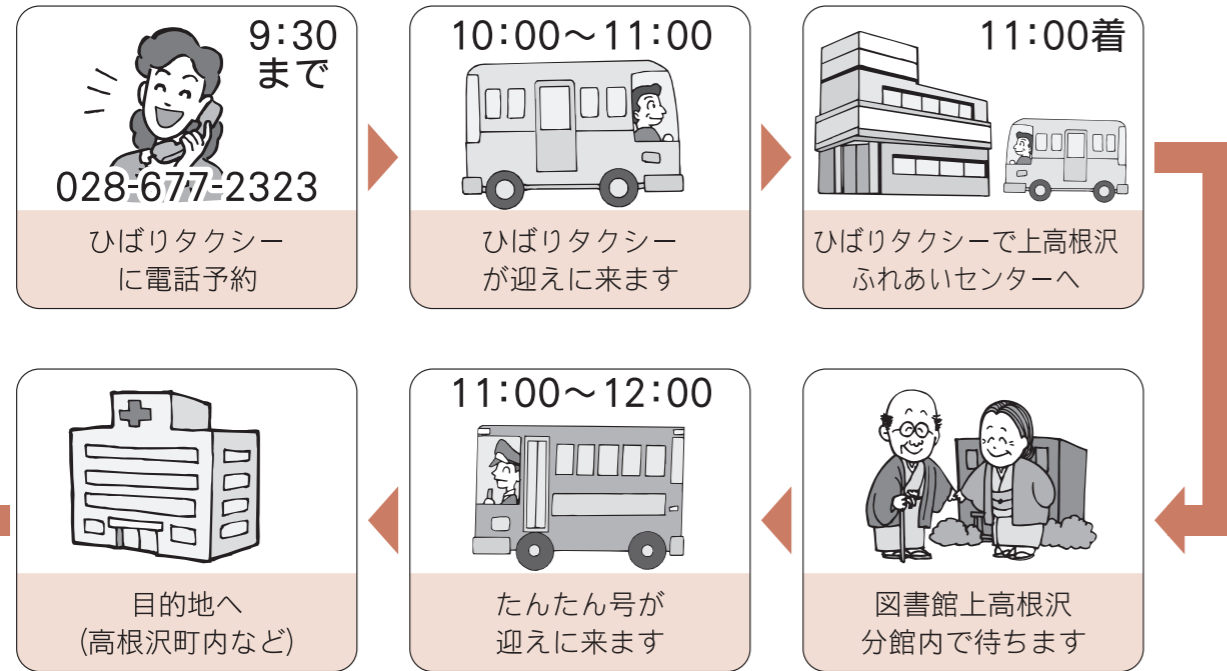 9:30
まで
028-677-2323
ひばりタクシー
に電話予約
10:00～11:00
ひばりタクシー
が迎えに来ます
11:00着
ひばりタクシーで上高根沢
ふれあいセンターへ
図書館上高根沢
分館内で待ちます
11:00～12:00
たんたん号が
迎えに来ます
目的地へ
(高根沢町内など)